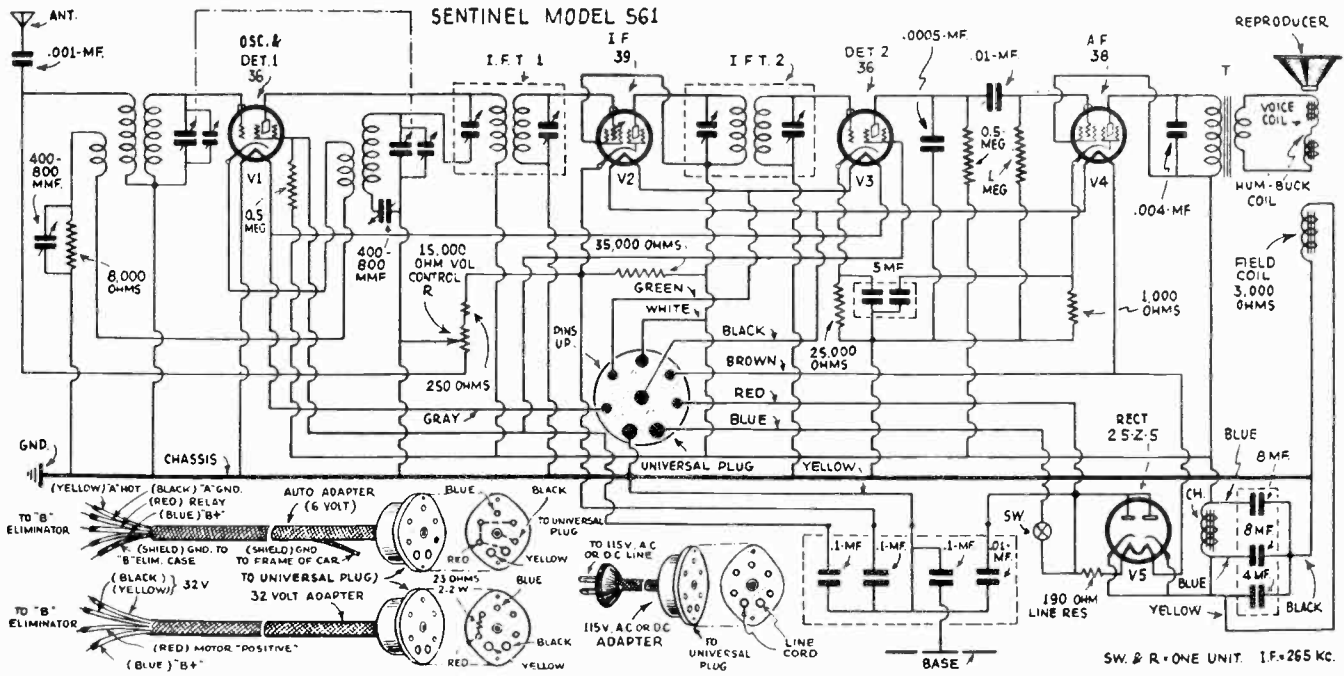 SENTINEL MODEL 561
ANT.
.001-MF.
OSC. &
DET. 1
36
I.F.T. 1
I.F
39
I.F.T. 2
DET. 2
36
.0005-MF.
.01-MF.
A.F.
38
REPRODUCER
T
VOICE
COIL
HUM-BUCK
COIL
400-
800
MMF.
8,000
OHMS
V1
0.5
MEG
400-
800
MMF
15,000
OHM VOL
CONTROL
R
250 OHMS
V2
35,000 OHMS
GREEN
WHITE
PINS
UP.
BLACK
BROWN
RED
BLUE
GRAY
V3
.5 MF
25,000
OHMS
0.5-
MEG
1.
MEG
V4
.004-MF
1,000
OHMS
FIELD
COIL
3,000
OHMS
GND.
CHASSIS
UNIVERSAL PLUG
YELLOW
RECT
25-Z-5
BLUE
8 MF.
CH.
8 MF.
4 MF.
BLUE
YELLOW
BLACK
SW.
V5
190 OHM
LINE RES
.1-MF.
.1-MF.
.1-MF
.01-
MF.
BASE
(YELLOW) "A" HOT
(BLACK) "A" GND.
(RED) RELAY
(BLUE) "B+"
TO "B"
ELIMINATOR
(SHIELD) GND. TO
"B" ELIM. CASE
AUTO ADAPTER
(6 VOLT)
(SHIELD) GND
TO FRAME OF CAR
BLUE
BLACK
TO UNIVERSAL
PLUG
RED
YELLOW
TO UNIVERSAL PLUG)
(BLACK)
(YELLOW)} 32 V
TO "B"
ELIMINATOR
32 VOLT ADAPTER
(RED) MOTOR "POSITIVE"
(BLUE) "B+"
23 OHMS
2.2 W
BLUE
BLACK
RED
YELLOW
TO 115V, A.C
OR D.C LINE
115V, A.C OR D.C
ADAPTER
TO
UNIVERSAL
PLUG
LINE
CORD
SW. & R = ONE UNIT. I.F.=265 KC.